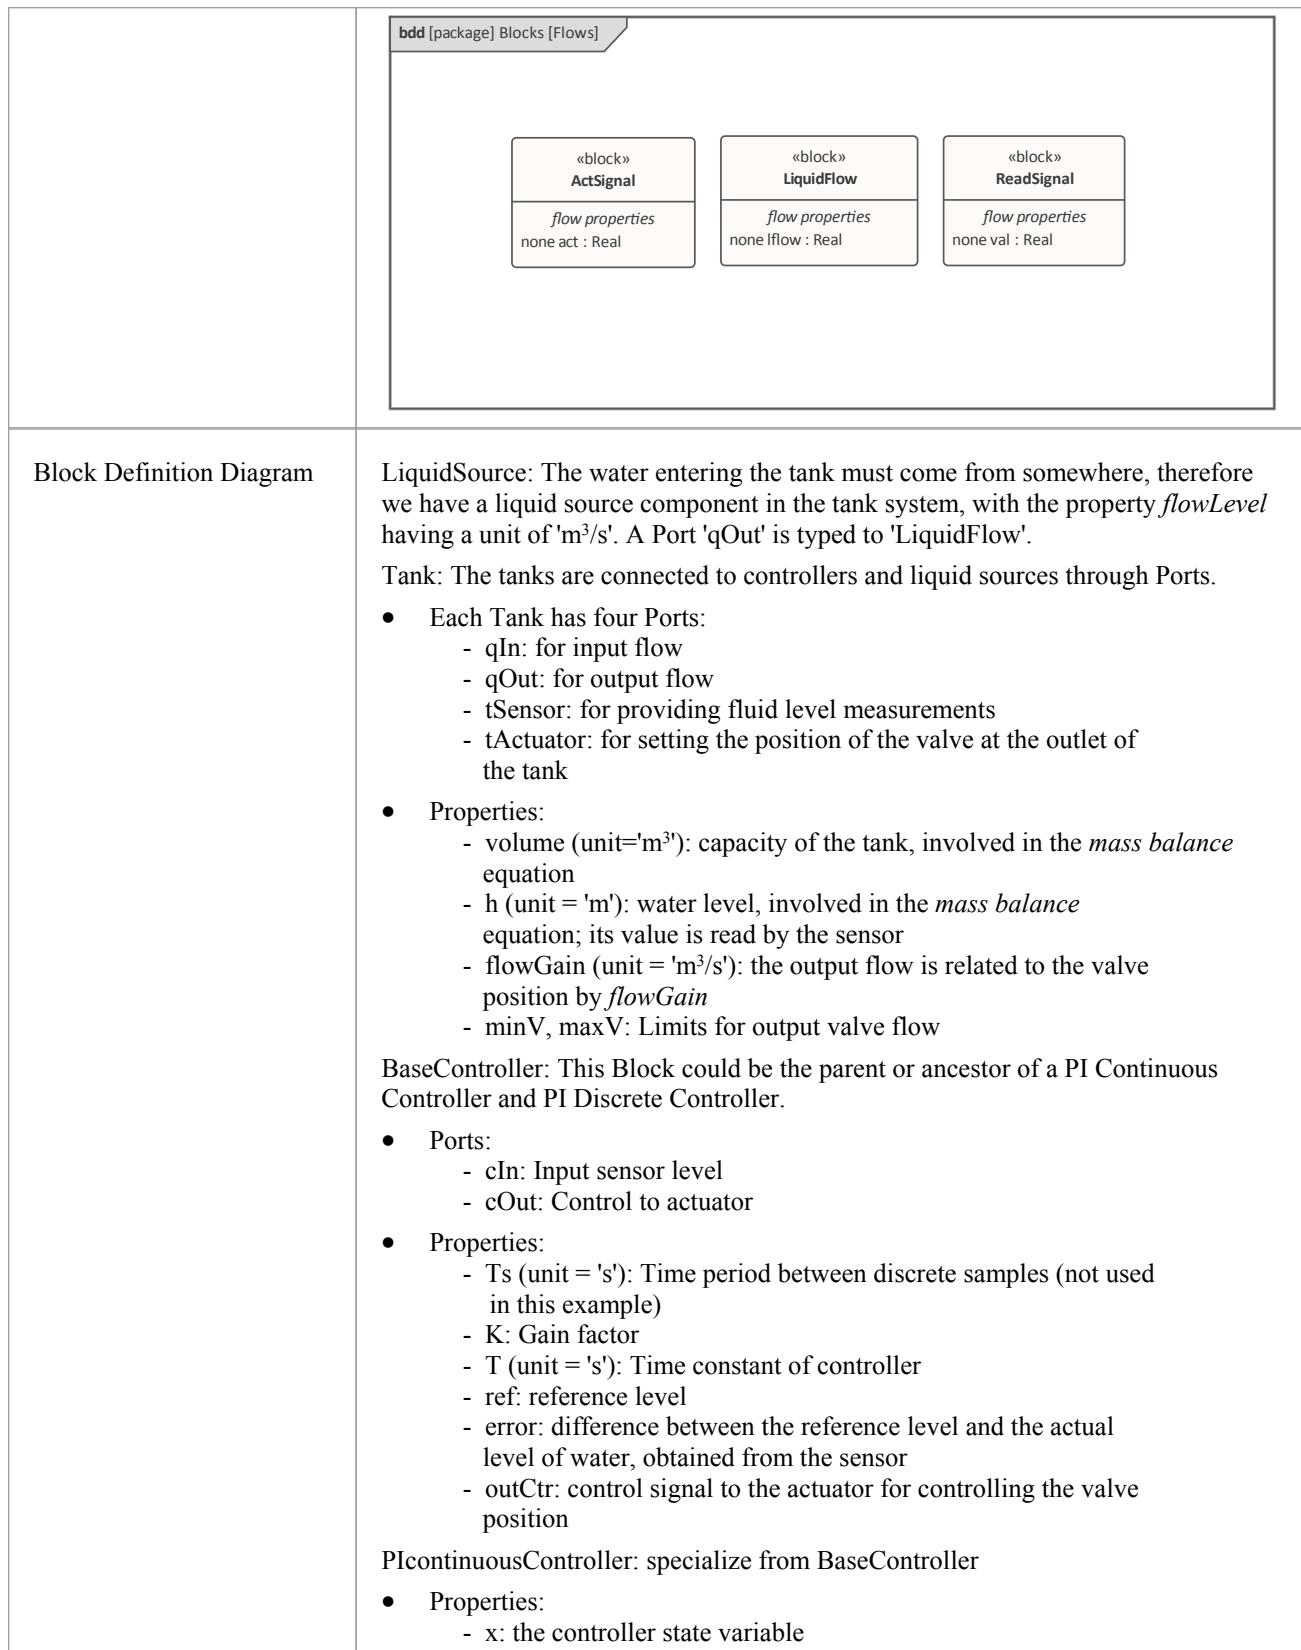 bdd [package] Blocks [Flows]
«block»
ActSignal
flow properties
none act : Real
«block»
LiquidFlow
flow properties
none lflow : Real
«block»
ReadSignal
flow properties
none val : Real
Block Definition Diagram
LiquidSource: The water entering the tank must come from somewhere, therefore
we have a liquid source component in the tank system, with the property flowLevel
having a unit of 'm³/s'. A Port 'qOut' is typed to 'LiquidFlow'.
Tank: The tanks are connected to controllers and liquid sources through Ports.
• Each Tank has four Ports:
- qIn: for input flow
- qOut: for output flow
- tSensor: for providing fluid level measurements
- tActuator: for setting the position of the valve at the outlet of
the tank
• Properties:
- volume (unit='m³'): capacity of the tank, involved in the mass balance
equation
- h (unit = 'm'): water level, involved in the mass balance
equation; its value is read by the sensor
- flowGain (unit = 'm³/s'): the output flow is related to the valve
position by flowGain
- minV, maxV: Limits for output valve flow
BaseController: This Block could be the parent or ancestor of a PI Continuous
Controller and PI Discrete Controller.
• Ports:
- cIn: Input sensor level
- cOut: Control to actuator
• Properties:
- Ts (unit = 's'): Time period between discrete samples (not used
in this example)
- K: Gain factor
- T (unit = 's'): Time constant of controller
- ref: reference level
- error: difference between the reference level and the actual
level of water, obtained from the sensor
- outCtr: control signal to the actuator for controlling the valve
position
PIcontinuousController: specialize from BaseController
• Properties:
- x: the controller state variable